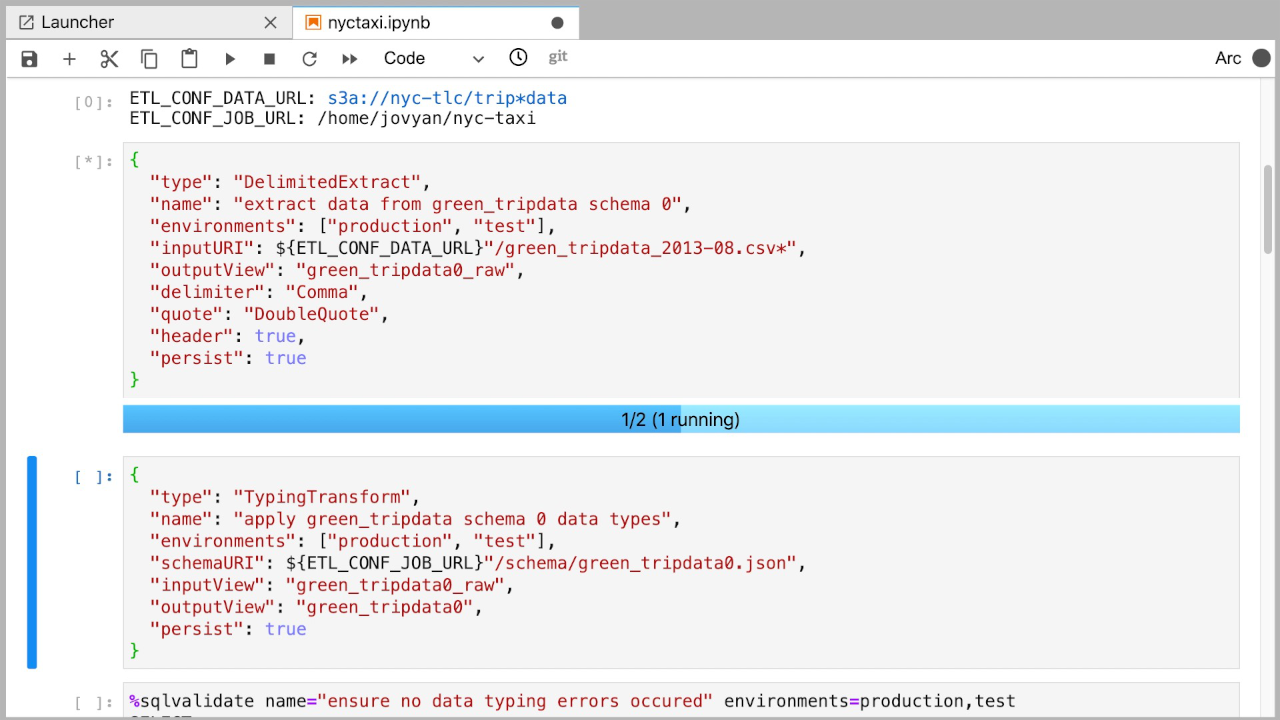 Launcher
nyctaxi.ipynb
Code
git
Arc
[0]:
ETL_CONF_DATA_URL: s3a://nyc-tlc/trip*data
ETL_CONF_JOB_URL: /home/jovyan/nyc-taxi
[*]:
{
  "type": "DelimitedExtract",
  "name": "extract data from green_tripdata schema 0",
  "environments": ["production", "test"],
  "inputURI": ${ETL_CONF_DATA_URL}"/green_tripdata_2013-08.csv*",
  "outputView": "green_tripdata0_raw",
  "delimiter": "Comma",
  "quote": "DoubleQuote",
  "header": true,
  "persist": true
}
1/2 (1 running)
[ ]:
{
  "type": "TypingTransform",
  "name": "apply green_tripdata schema 0 data types",
  "environments": ["production", "test"],
  "schemaURI": ${ETL_CONF_JOB_URL}"/schema/green_tripdata0.json",
  "inputView": "green_tripdata0_raw",
  "outputView": "green_tripdata0",
  "persist": true
}
[ ]:
%sqlvalidate name="ensure no data typing errors occured" environments=production,test